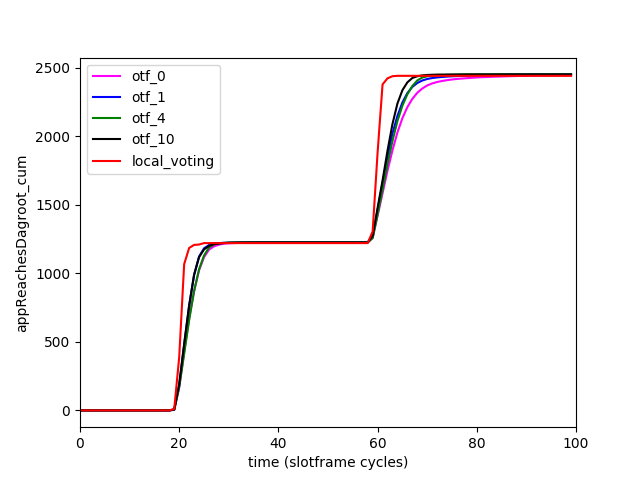 2500
2000
1500
1000
500
0
0 20 40 60 80 100
time (slotframe cycles)
appReachesDagroot_cum
otf_0
otf_1
otf_4
otf_10
local_voting